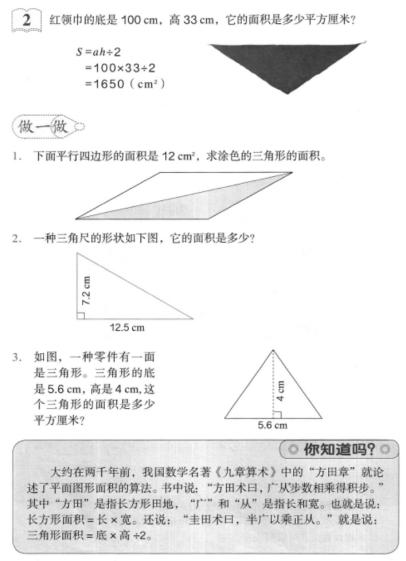 2 红领巾的底是 100 cm，高 33 cm，它的面积是多少平方厘米？
S=ah÷2
=100×33÷2
=1650（cm²）
做一做
1. 下面平行四边形的面积是 12 cm²，求涂色的三角形的面积。
2. 一种三角尺的形状如下图，它的面积是多少？
7.2 cm
12.5 cm
3. 如图，一种零件有一面
是三角形。三角形的底
是 5.6 cm，高是 4 cm，这
个三角形的面积是多少
平方厘米？
4 cm
5.6 cm
你知道吗？
大约在两千年前，我国数学名著《九章算术》中的“方田章”就论
述了平面图形面积的算法。书中说：“方田术曰，广从步数相乘得积步。”
其中“方田”是指长方形田地，“广”和“从”是指长和宽。也就是说：
长方形面积=长×宽。还说：“圭田术曰，半广以乘正从。”就是说：
三角形面积=底×高÷2。